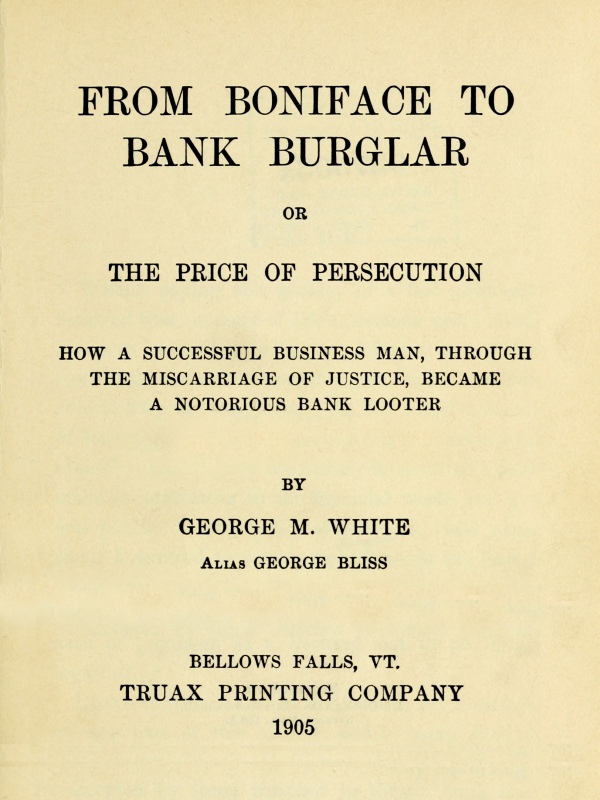 FROM BONIFACE TO
BANK BURGLAR
OR
THE PRICE OF PERSECUTION
HOW A SUCCESSFUL BUSINESS MAN, THROUGH
THE MISCARRIAGE OF JUSTICE, BECAME
A NOTORIOUS BANK LOOTER
BY
GEORGE M. WHITE
ALIAS GEORGE BLISS
BELLOWS FALLS, VT.
TRUAX PRINTING COMPANY
1905